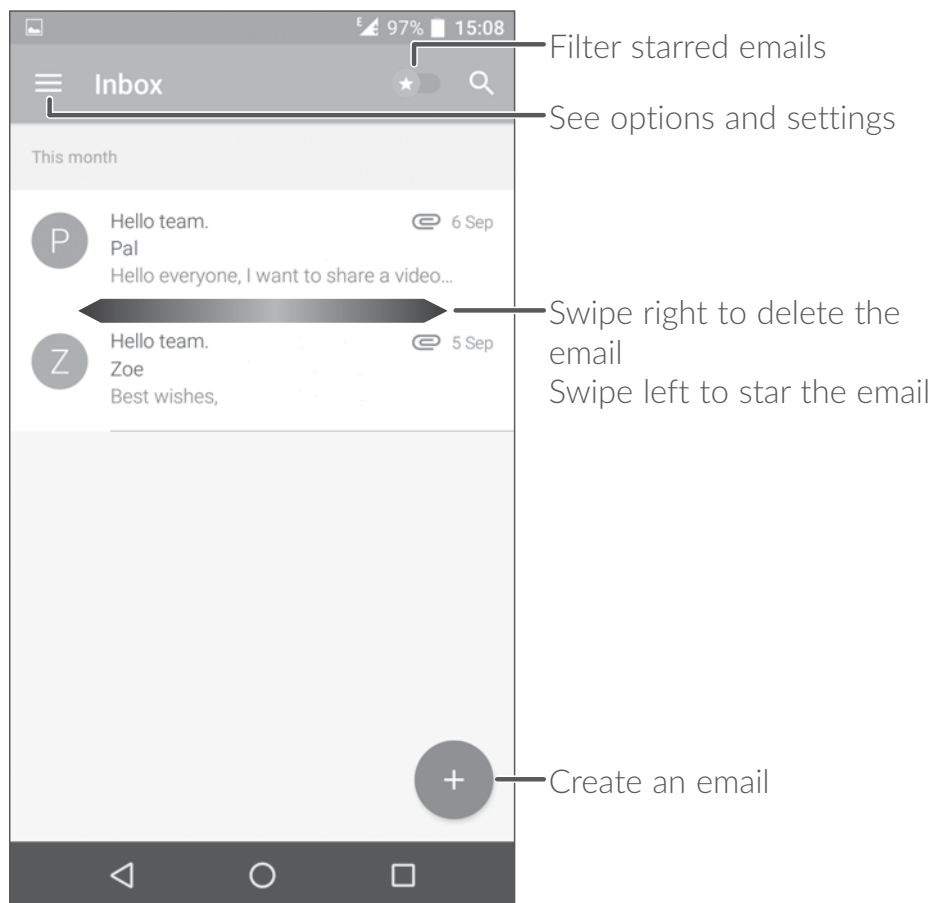 E 97% 15:08
Filter starred emails
Inbox
See options and settings
This month
P
Hello team.
6 Sep
Pal
Hello everyone, I want to share a video...
Swipe right to delete the
email
Swipe left to star the email
Z
Hello team.
5 Sep
Zoe
Best wishes,
Create an email